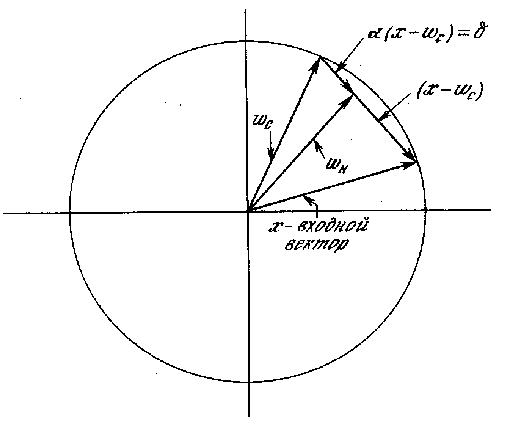 α(x-w_c)=δ
(x-w_c)
w_c
w_н
x-входной
вектор